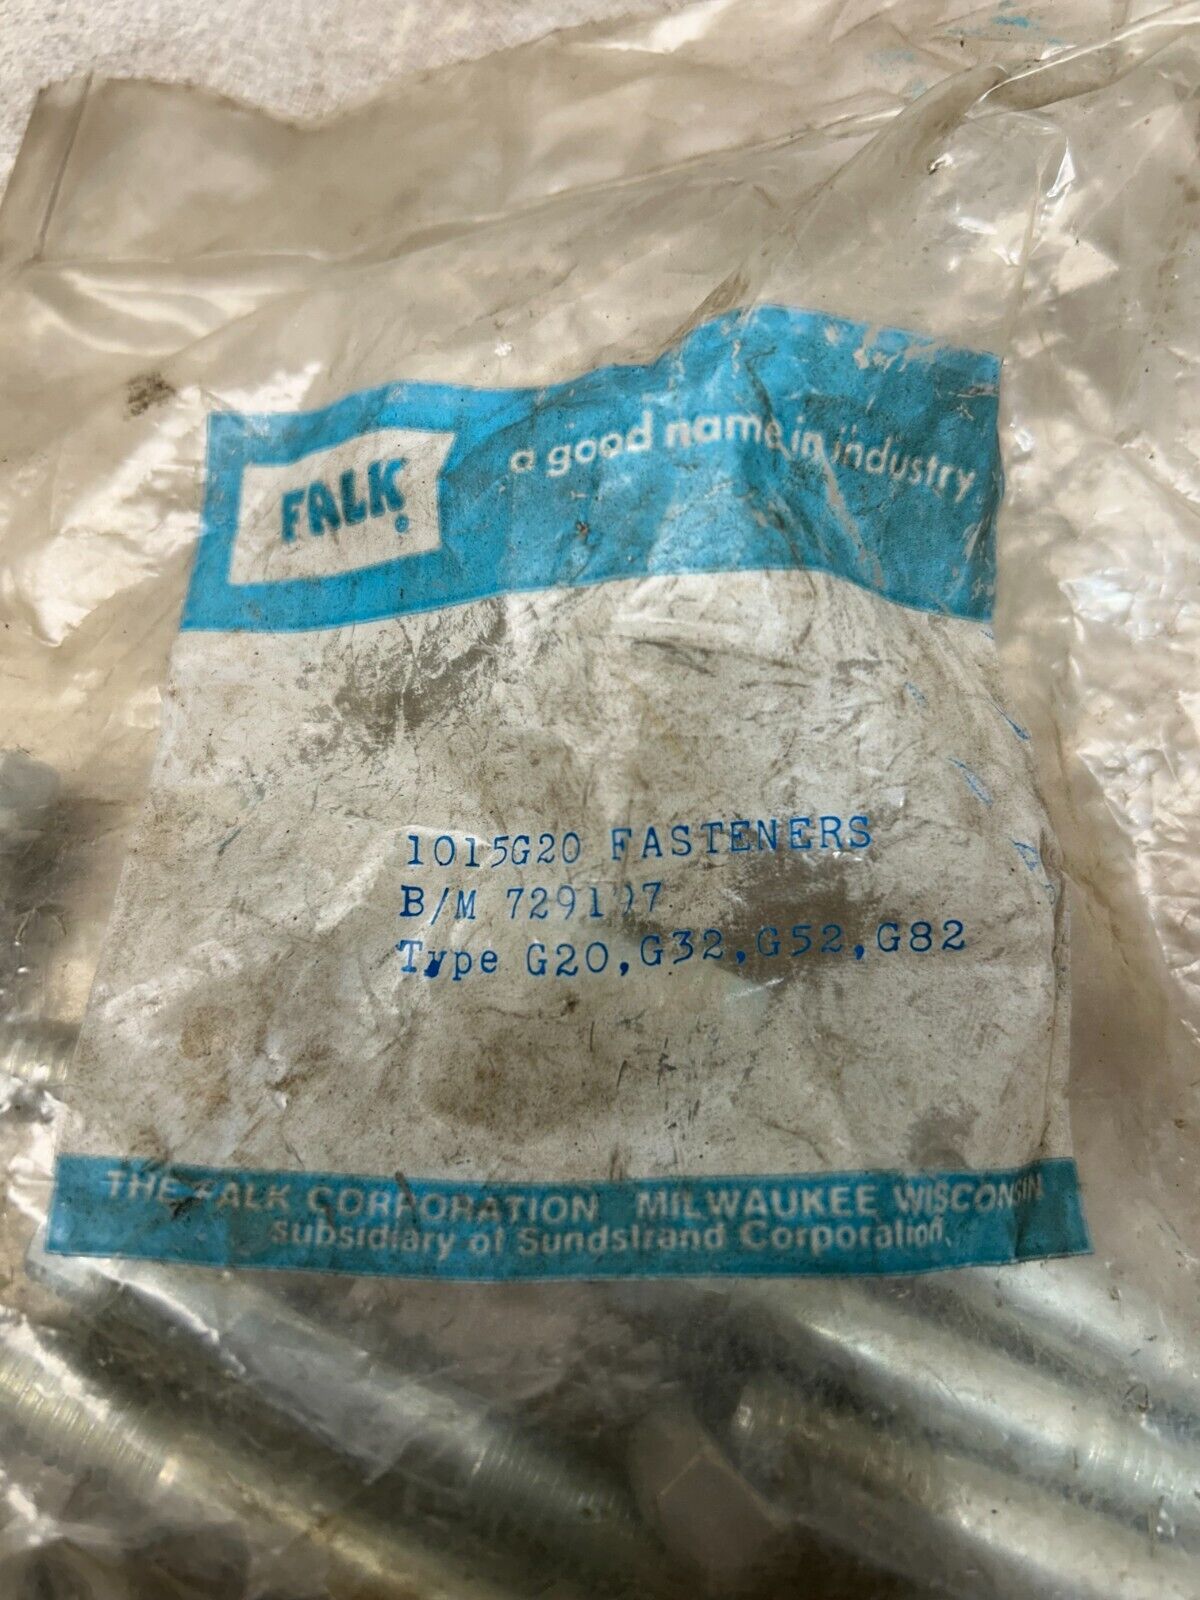 FALK®
a good name in industry.
1015G20 FASTENERS
B/M
Type G20, G32, G52, G82
THE FALK CORPORATION MILWAUKEE WISCONSIN
subsidiary of Sundstrand Corporation.